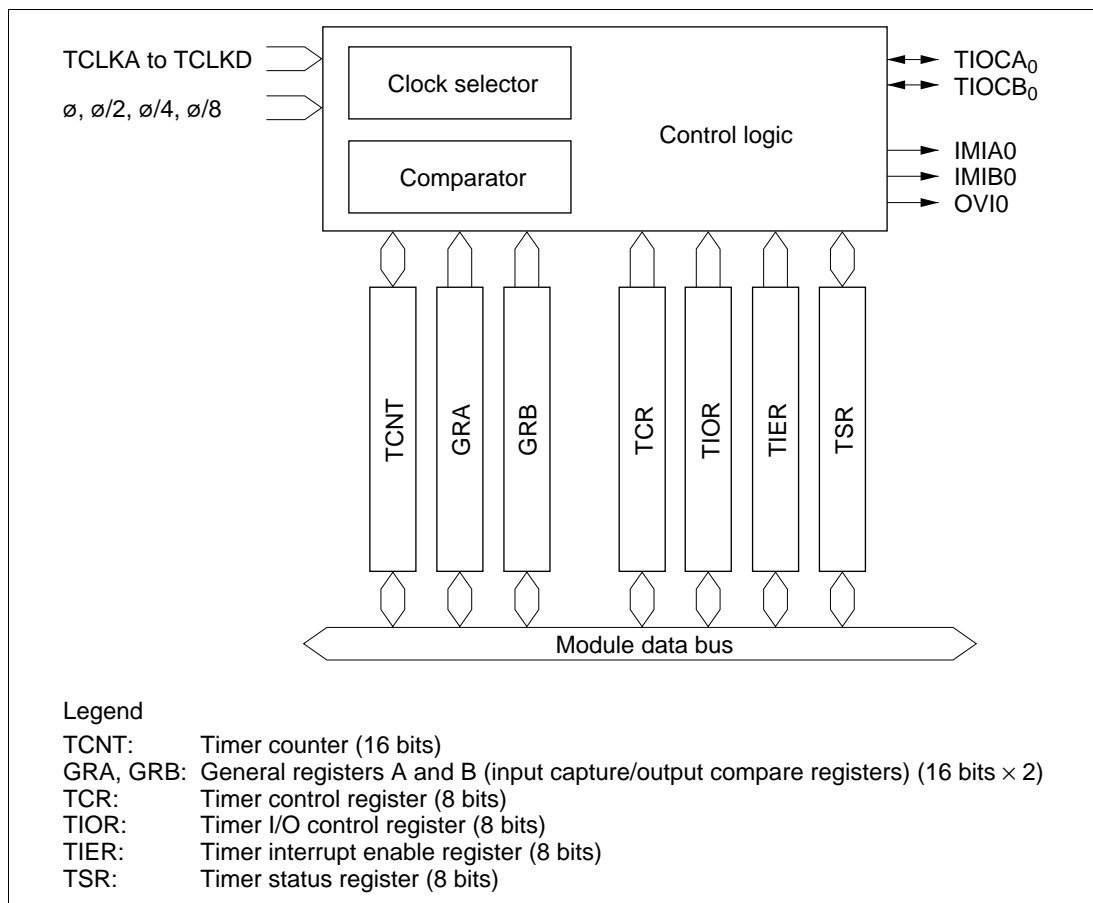 TCLKA to TCLKD
ø, ø/2, ø/4, ø/8
Clock selector
Comparator
Control logic
TIOCA0
TIOCB0
IMIA0
IMIB0
OVI0
TCNT
GRA
GRB
TCR
TIOR
TIER
TSR
Module data bus
Legend
TCNT: Timer counter (16 bits)
GRA, GRB: General registers A and B (input capture/output compare registers) (16 bits × 2)
TCR: Timer control register (8 bits)
TIOR: Timer I/O control register (8 bits)
TIER: Timer interrupt enable register (8 bits)
TSR: Timer status register (8 bits)